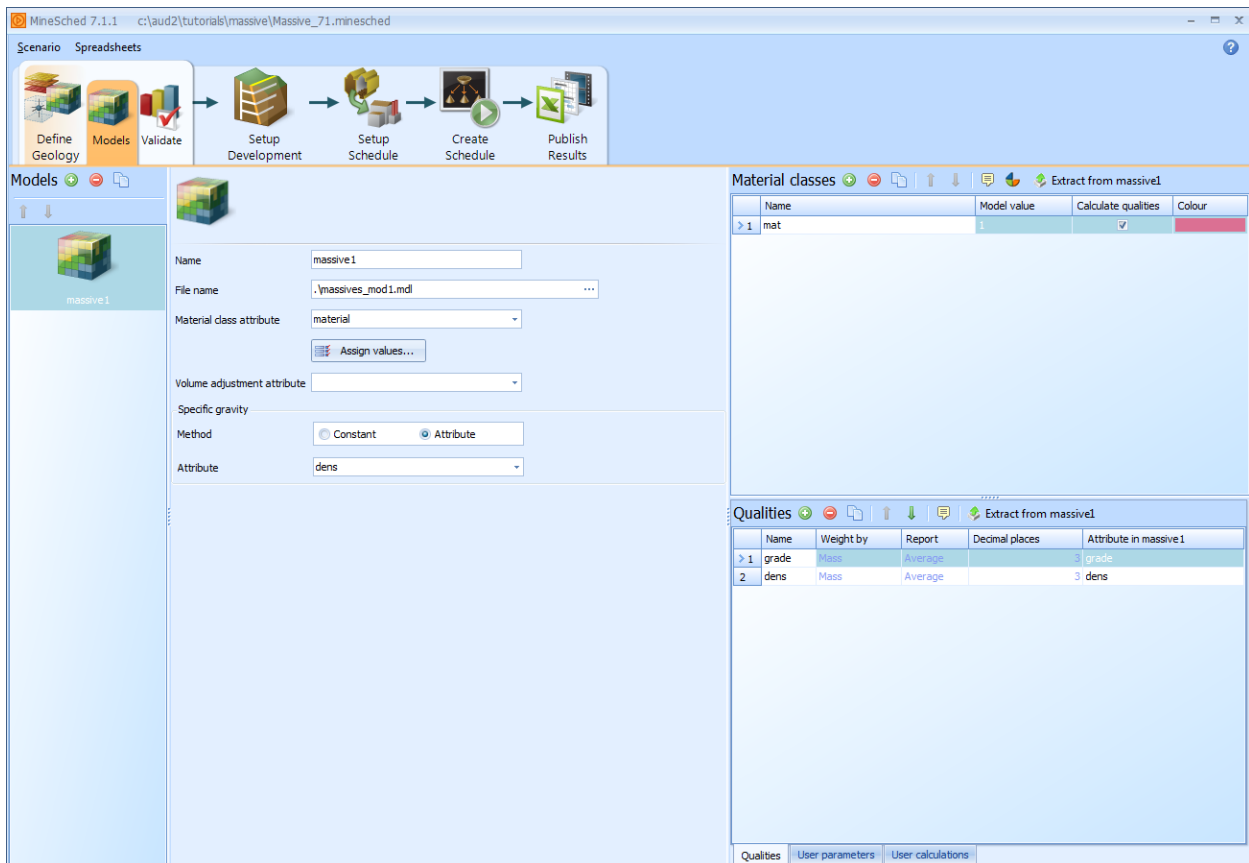 MineSched 7.1.1 c:\aud2\tutorials\massive\Massive_71.minesched
Scenario Spreadsheets
Define Geology
Models
Validate
Setup Development
Setup Schedule
Create Schedule
Publish Results
Models
massive1
Name massive1
File name .\massives_mod1.mdl ...
Material class attribute material
Assign values...
Volume adjustment attribute
Specific gravity
Method Constant Attribute
Attribute dens
Material classes Extract from massive1
Name Model value Calculate qualities Colour
1 mat 1
Qualities Extract from massive1
Name Weight by Report Decimal places Attribute in massive1
1 grade Mass Average 3 grade
2 dens Mass Average 3 dens
Qualities User parameters User calculations